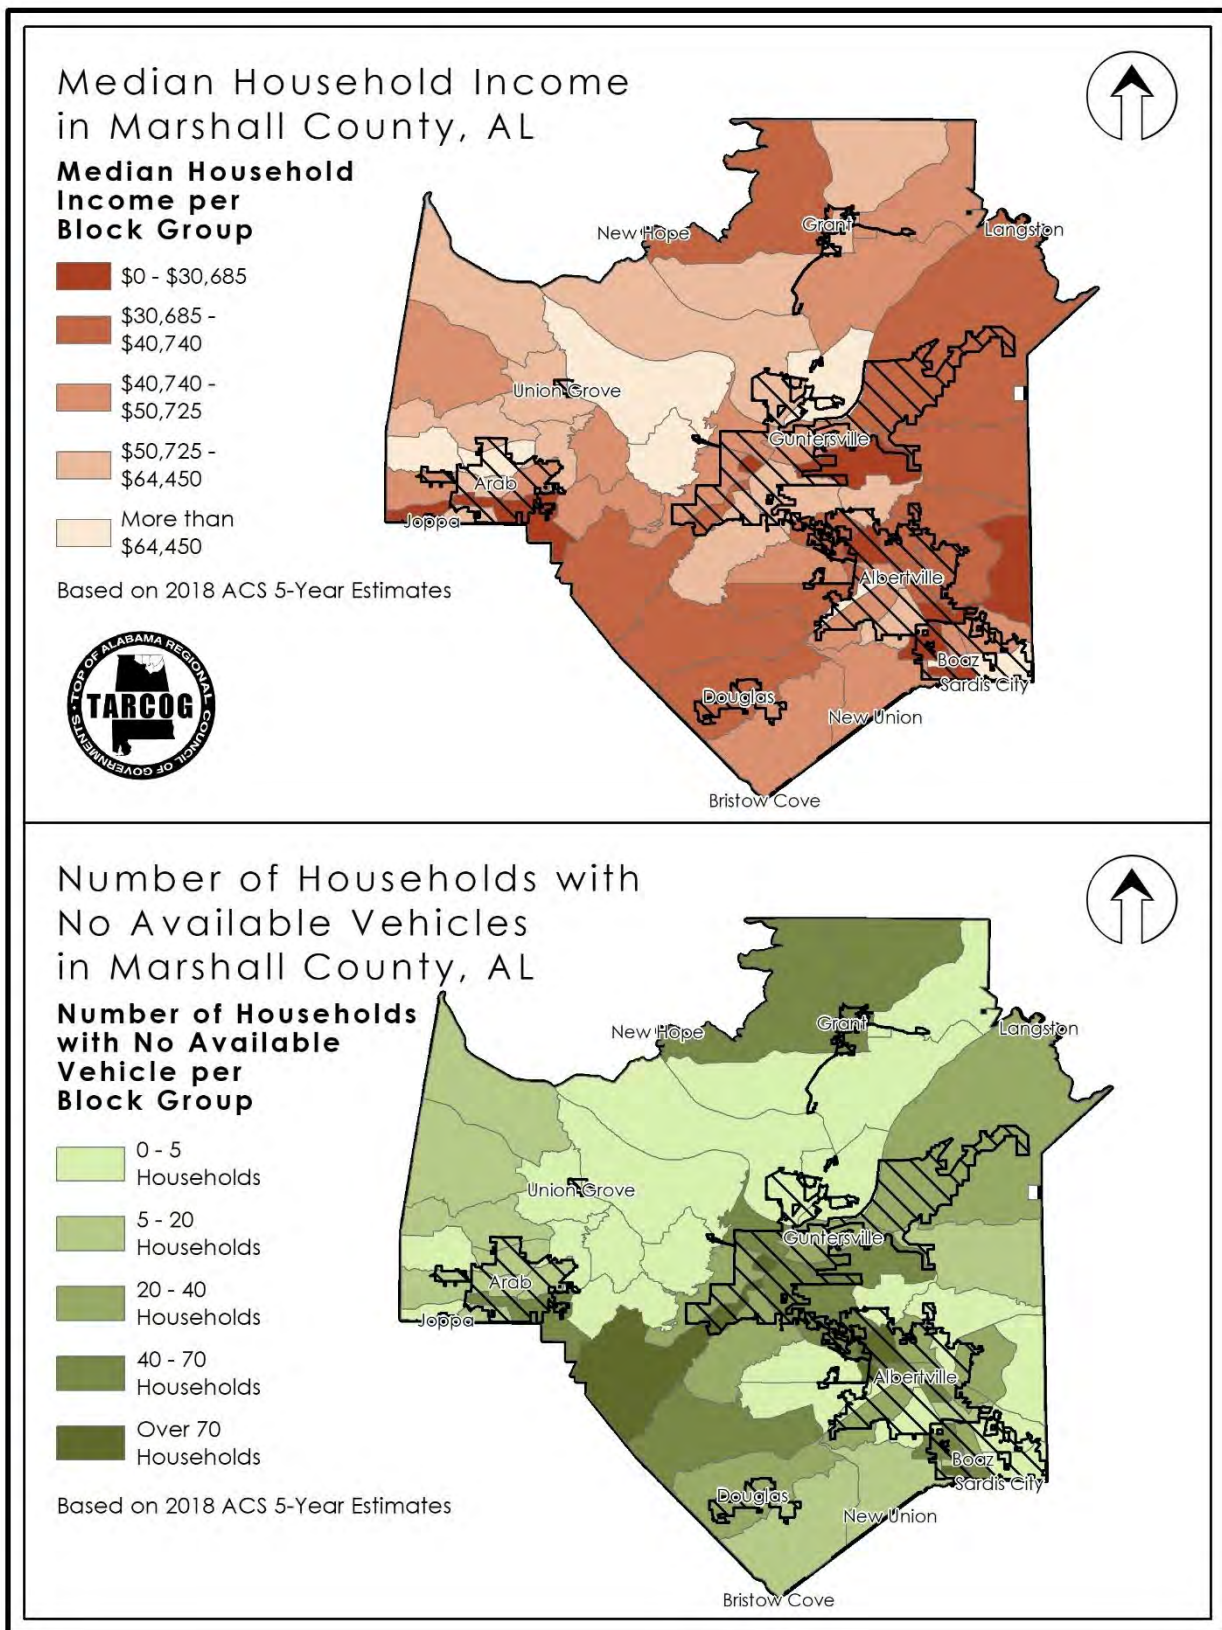 Median Household Income
in Marshall County, AL
Median Household
Income per
Block Group
$0 - $30,685
$30,685 -
$40,740
$40,740 -
$50,725
$50,725 -
$64,450
More than
$64,450
Based on 2018 ACS 5-Year Estimates
TOP OF ALABAMA REGIONAL
TARCOG
COUNCIL OF GOVERNMENTS
New Hope
Grant
Langston
Union Grove
Guntersville
Arab
Joppa
Albertville
Boaz
Sardis City
Douglas
New Union
Bristow Cove
Number of Households with
No Available Vehicles
in Marshall County, AL
Number of Households
with No Available
Vehicle per
Block Group
0 - 5
Households
5 - 20
Households
20 - 40
Households
40 - 70
Households
Over 70
Households
Based on 2018 ACS 5-Year Estimates
New Hope
Grant
Langston
Union Grove
Guntersville
Arab
Joppa
Albertville
Boaz
Sardis City
Douglas
New Union
Bristow Cove